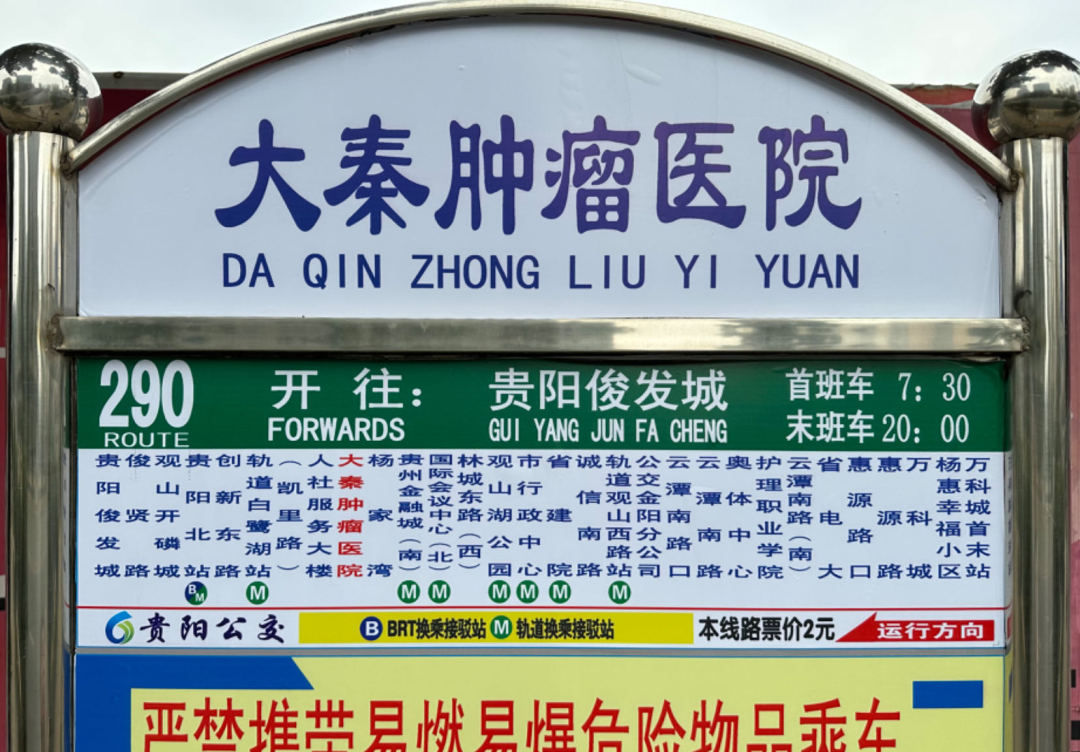 大秦肿瘤医院
DA QIN ZHONG LIU YI YUAN
290
ROUTE
开往：
FORWARDS
贵阳俊发城
GUI YANG JUN FA CHENG
首班车 7：30
末班车 20：00
贵阳俊发城
俊贤路
观山开磷城
贵阳北站
创新东路
轨道白鹭湖站
（凯里路）
人社服务大楼
大秦肿瘤医院
杨家湾
贵州金融城（南）
国际会议中心（北）
林城东路（西）
观山湖公园
市行政中心
省建院
诚信南路
轨道观山西路站
公交金阳分公司
云潭南路口
云潭南路
奥体中心
护理职业学院
云潭南路（南）
省电大
惠源路口
惠源路
万科城
杨惠幸福小区
万科城首末站
B M M M M M M M M
贵阳公交 B BRT换乘接驳站 M 轨道换乘接驳站 本线路票价2元 运行方向
严禁携带易燃易爆危险物品乘车